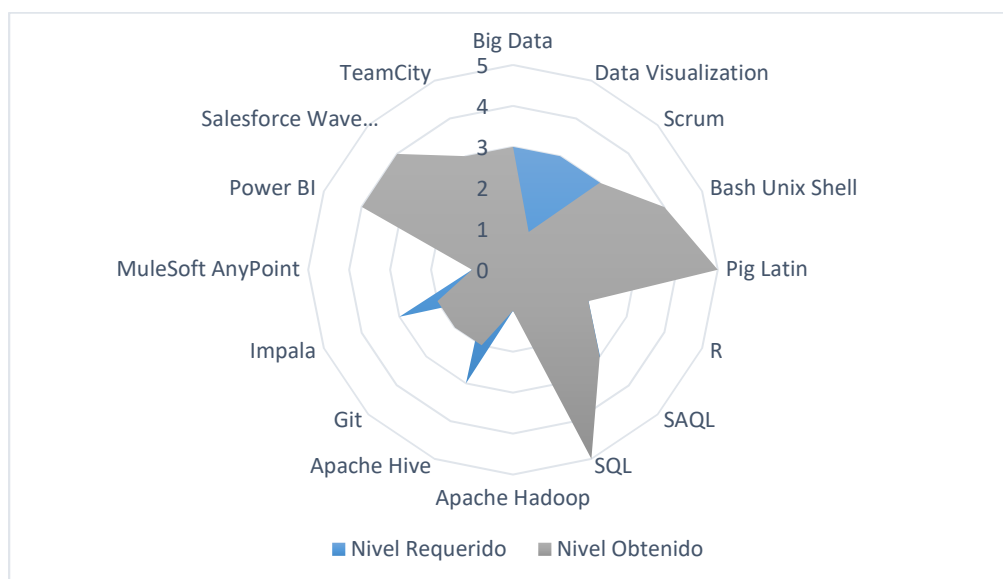 Big Data
TeamCity
Data Visualization
Salesforce Wave...
Scrum
Power BI
Bash Unix Shell
MuleSoft AnyPoint
Pig Latin
Impala
R
Git
SAQL
Apache Hive
SQL
Apache Hadoop
5
4
3
2
1
0
Nivel Requerido
Nivel Obtenido